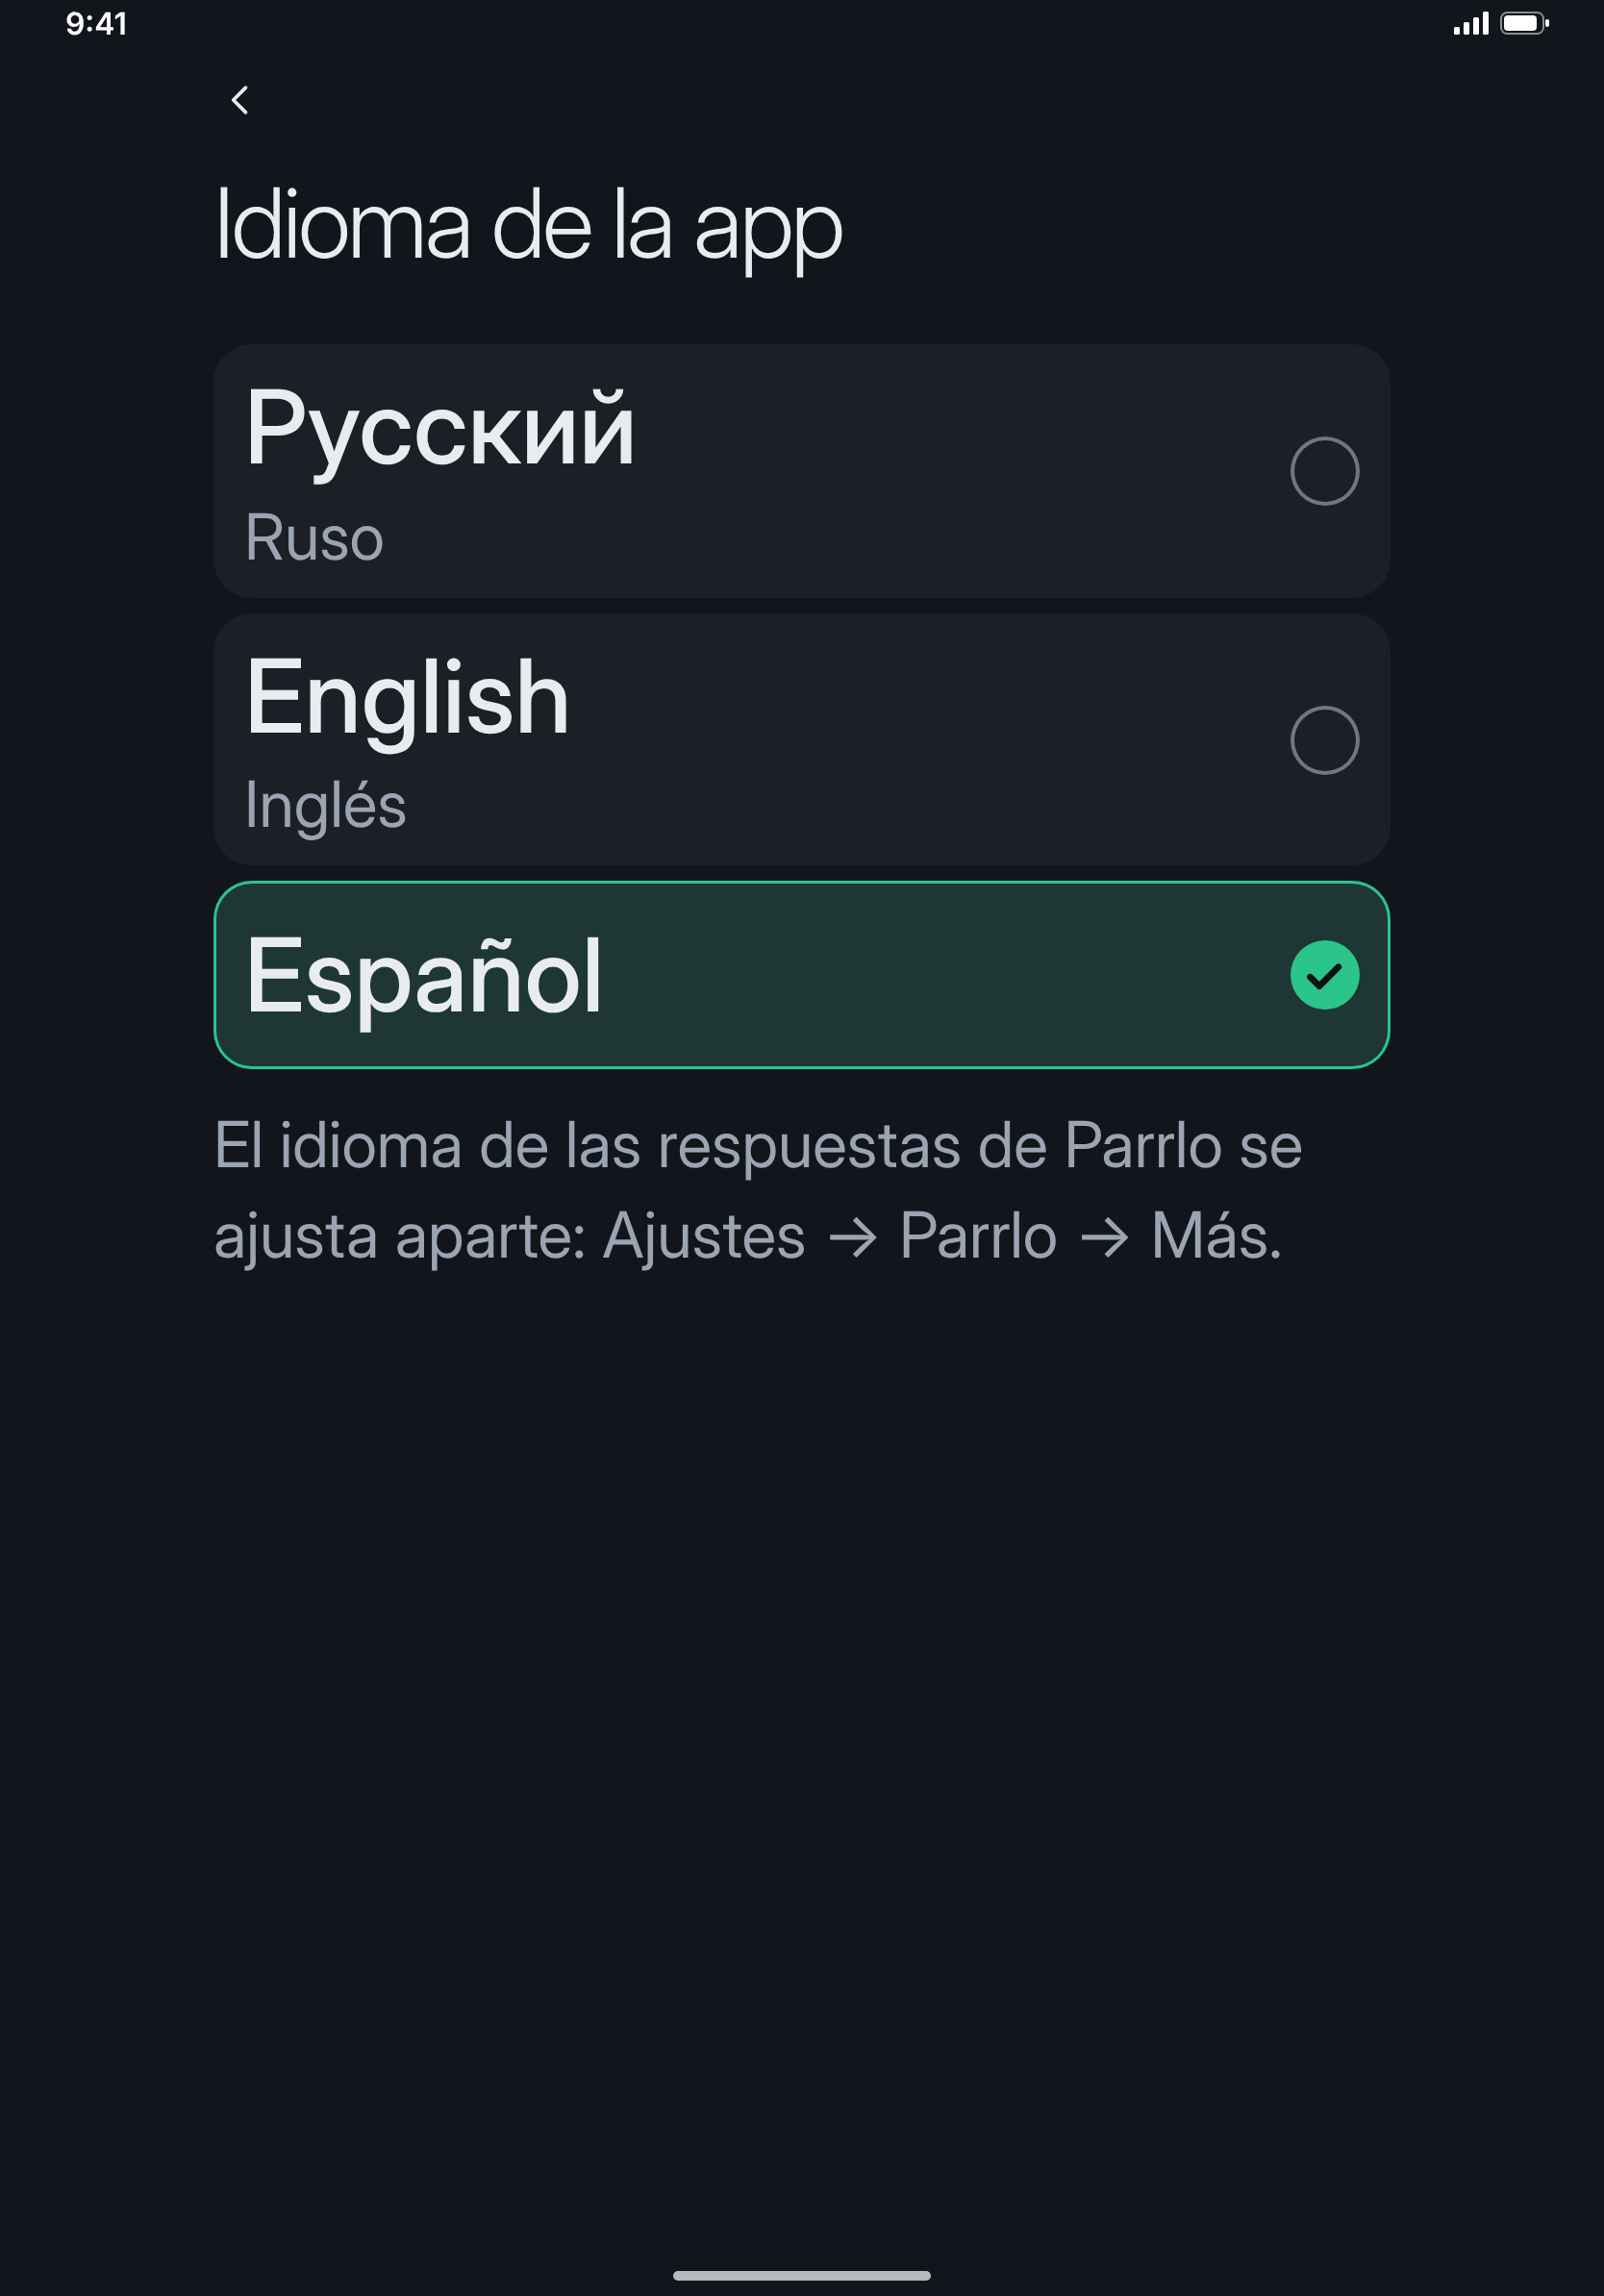 9:41
Idioma de la app
Русский
Ruso
English
Inglés
Español
El idioma de las respuestas de Parrlo se
ajusta aparte: Ajustes → Parrlo → Más.